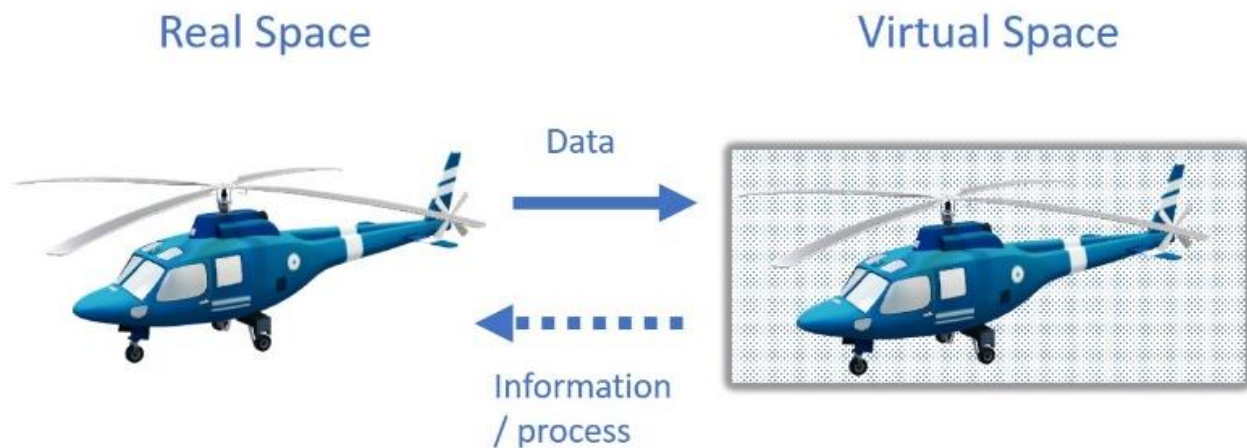 Real Space
Virtual Space
Data
Information
/ process